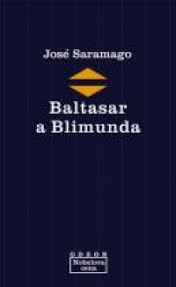 José Saramago
Baltasar
a Blimunda
ODEON
Nobelova
cena